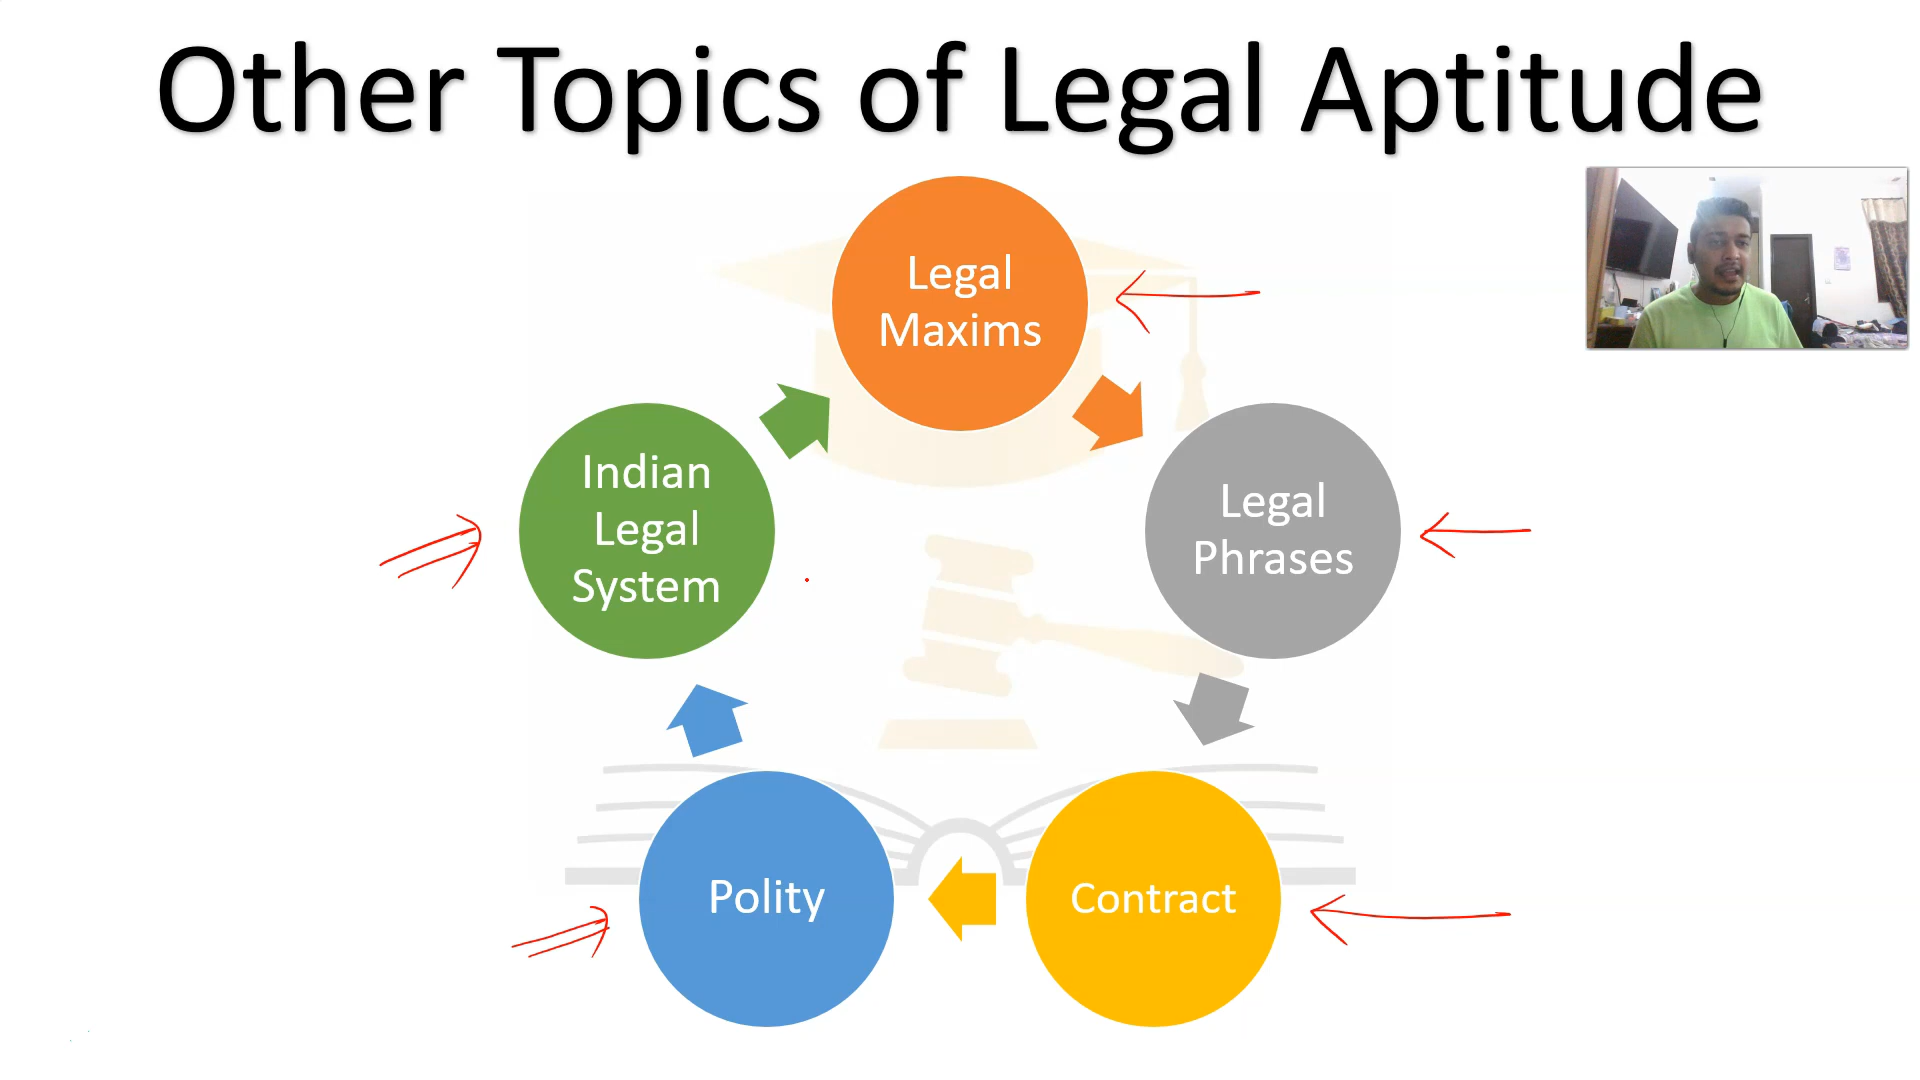 Other Topics of Legal Aptitude
Legal
Maxims
Legal
Phrases
Contract
Polity
Indian
Legal
System